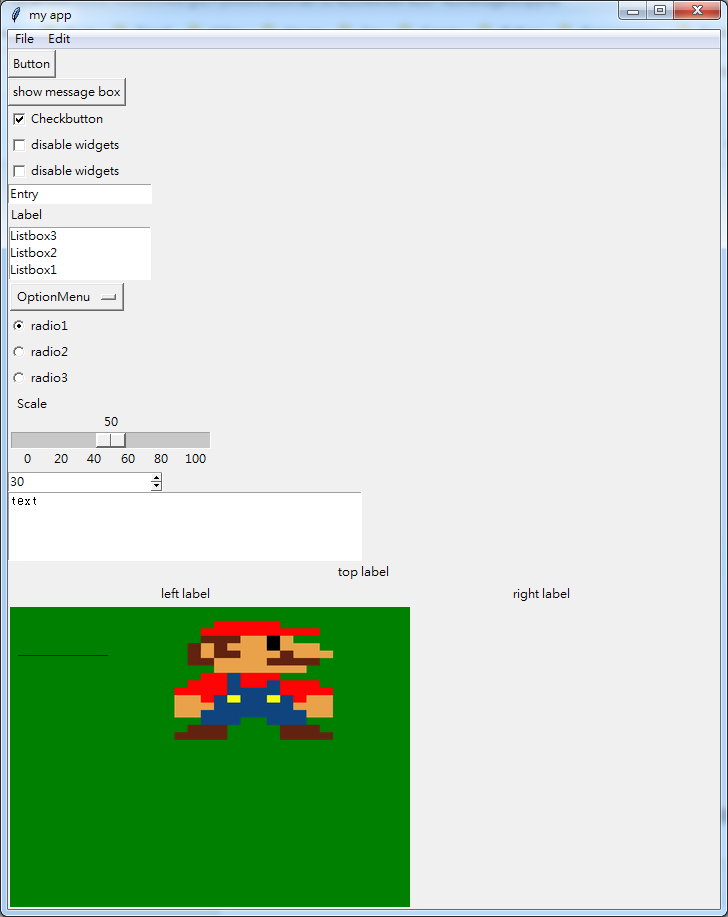 my app
File Edit
Button
show message box
Checkbutton
disable widgets
disable widgets
Entry
Label
Listbox3
Listbox2
Listbox1
OptionMenu
radio1
radio2
radio3
Scale
50
0 20 40 60 80 100
30
text
top label
left label right label